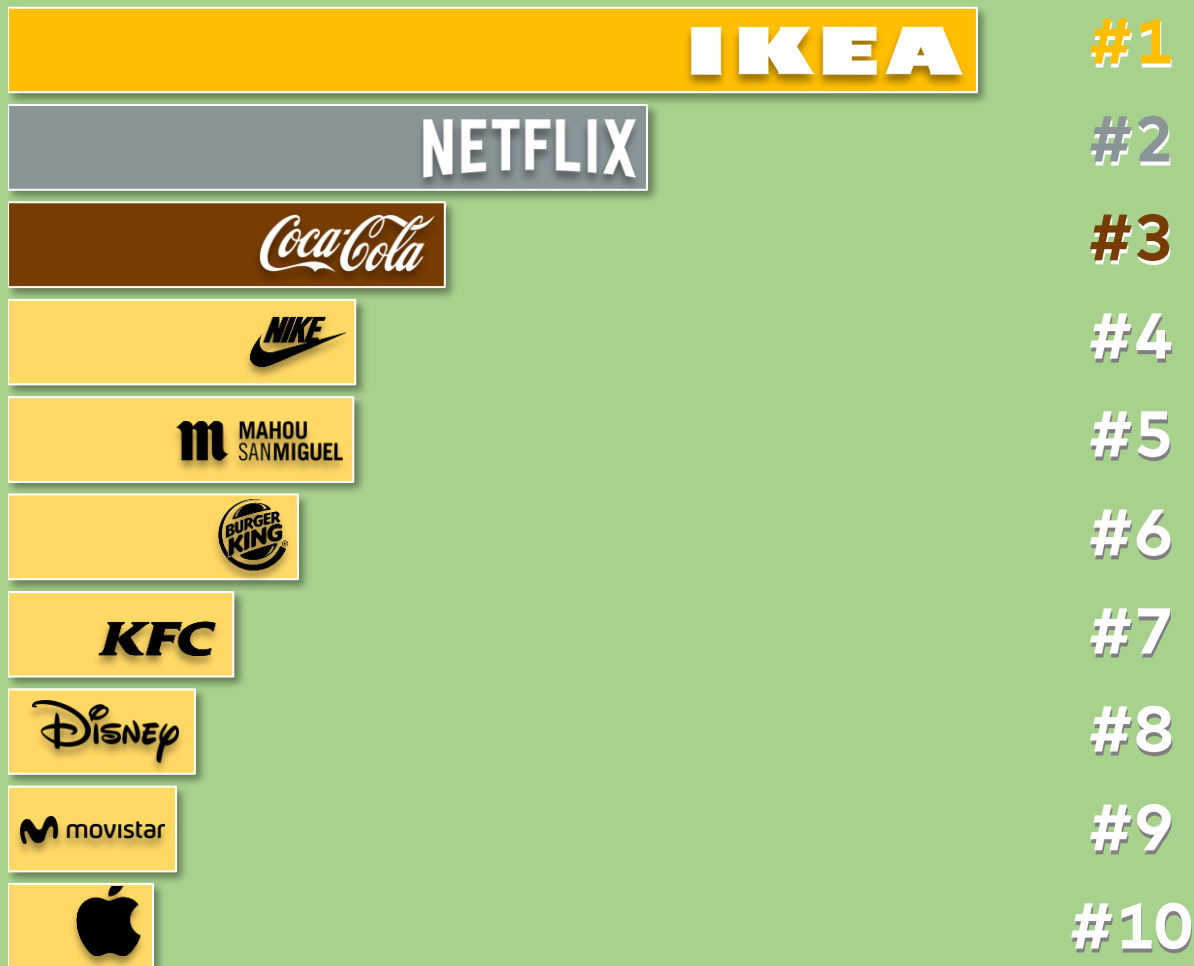 IKEA #1
NETFLIX #2
Coca-Cola #3
NIKE #4
MAHOU
SANMIGUEL #5
BURGER
KING® #6
KFC #7
Disney #8
movistar #9
#10